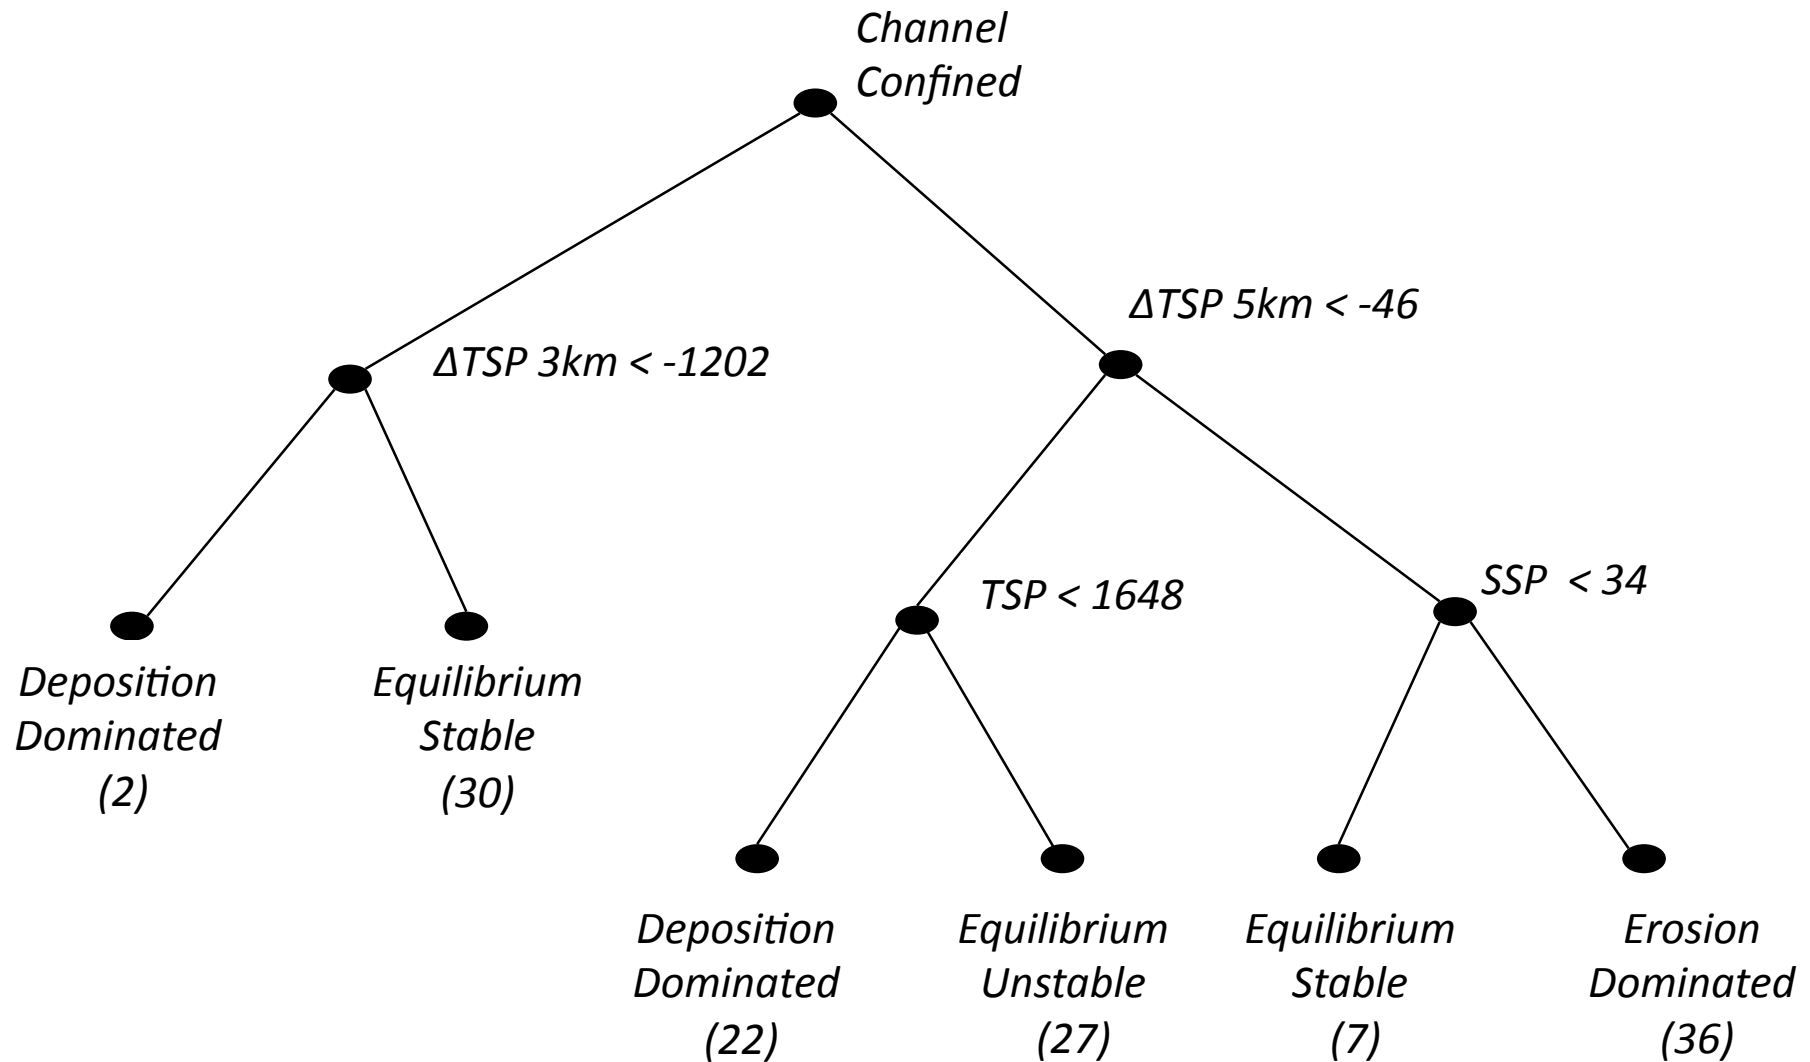 Channel
Confined
ΔTSP 5km < -46
ΔTSP 3km < -1202
SSP < 34
TSP < 1648
Deposition
Dominated
(2)
Equilibrium
Stable
(30)
Deposition
Dominated
(22)
Equilibrium
Unstable
(27)
Equilibrium
Stable
(7)
Erosion
Dominated
(36)